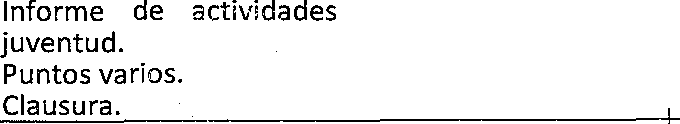 Informe de actividades
juventud.
Puntos varios.
Clausura.